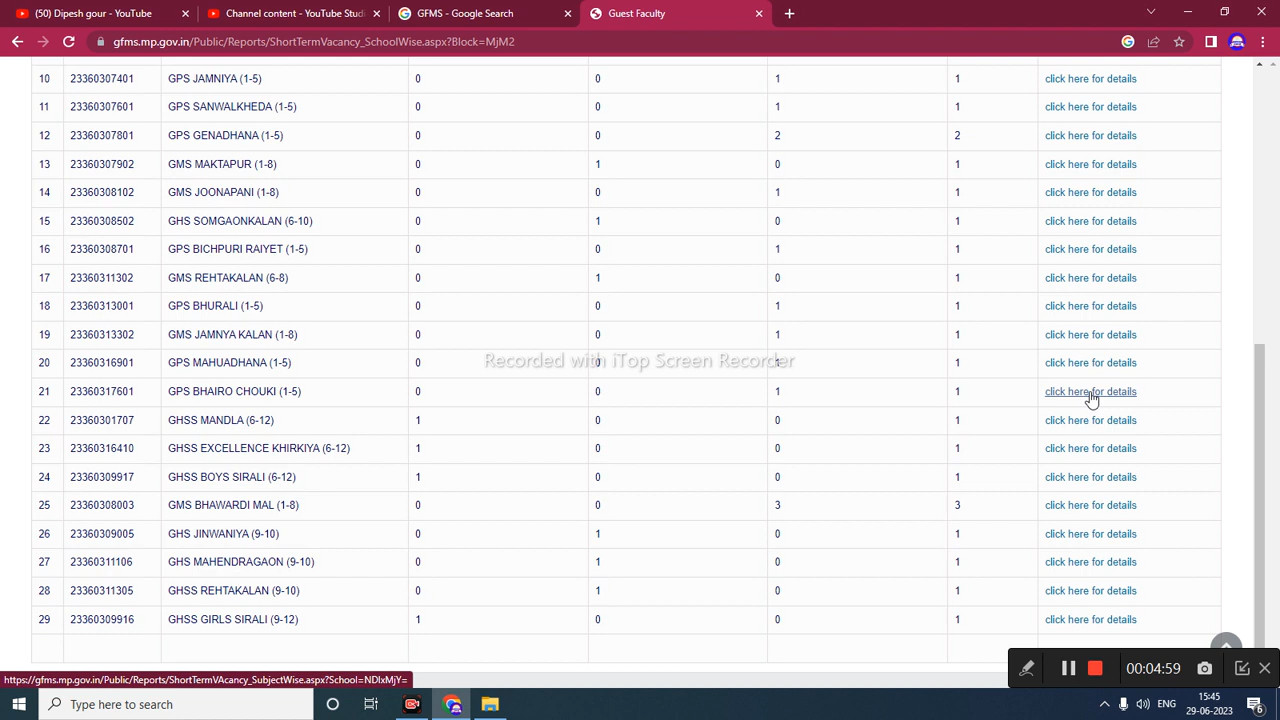 (50) Dipesh gour - YouTube
Channel content - YouTube Stud
GFMS - Google Search
Guest Faculty
gfms.mp.gov.in/Public/Reports/ShortTermVacancy_SchoolWise.aspx?Block=MjM2
10 23360307401 GPS JAMNIYA (1-5) 0 0 1 1 click here for details
11 23360307601 GPS SANWALKHEDA (1-5) 0 0 1 1 click here for details
12 23360307801 GPS GENADHANA (1-5) 0 0 2 2 click here for details
13 23360307902 GMS MAKTAPUR (1-8) 0 1 0 1 click here for details
14 23360308102 GMS JOONAPANI (1-8) 0 0 1 1 click here for details
15 23360308502 GHS SOMGAONKALAN (6-10) 0 1 0 1 click here for details
16 23360308701 GPS BICHPURI RAIYET (1-5) 0 0 1 1 click here for details
17 23360311302 GMS REHTAKALAN (6-8) 0 1 0 1 click here for details
18 23360313001 GPS BHURALI (1-5) 0 0 1 1 click here for details
19 23360313302 GMS JAMNYA KALAN (1-8) 0 0 1 1 click here for details
20 23360316901 GPS MAHUADHANA (1-5) 0 0 1 1 click here for details
Recorded with iTop Screen Recorder
21 23360317601 GPS BHAIRO CHOUKI (1-5) 0 0 1 1 click here for details
22 23360301707 GHSS MANDLA (6-12) 1 0 0 1 click here for details
23 23360316410 GHSS EXCELLENCE KHIRKIYA (6-12) 1 0 0 1 click here for details
24 23360309917 GHSS BOYS SIRALI (6-12) 1 0 0 1 click here for details
25 23360308003 GMS BHAWARDI MAL (1-8) 0 0 3 3 click here for details
26 23360309005 GHS JINWANIYA (9-10) 0 1 0 1 click here for details
27 23360311106 GHS MAHENDRAGAON (9-10) 0 1 0 1 click here for details
28 23360311305 GHSS REHTAKALAN (9-10) 0 1 0 1 click here for details
29 23360309916 GHSS GIRLS SIRALI (9-12) 1 0 0 1 click here for details
00:04:59
https://gfms.mp.gov.in/Public/Reports/ShortTermVAcancy_SubjectWise.aspx?School=NDIxMjY=
Type here to search
15:45
29-06-2023
6